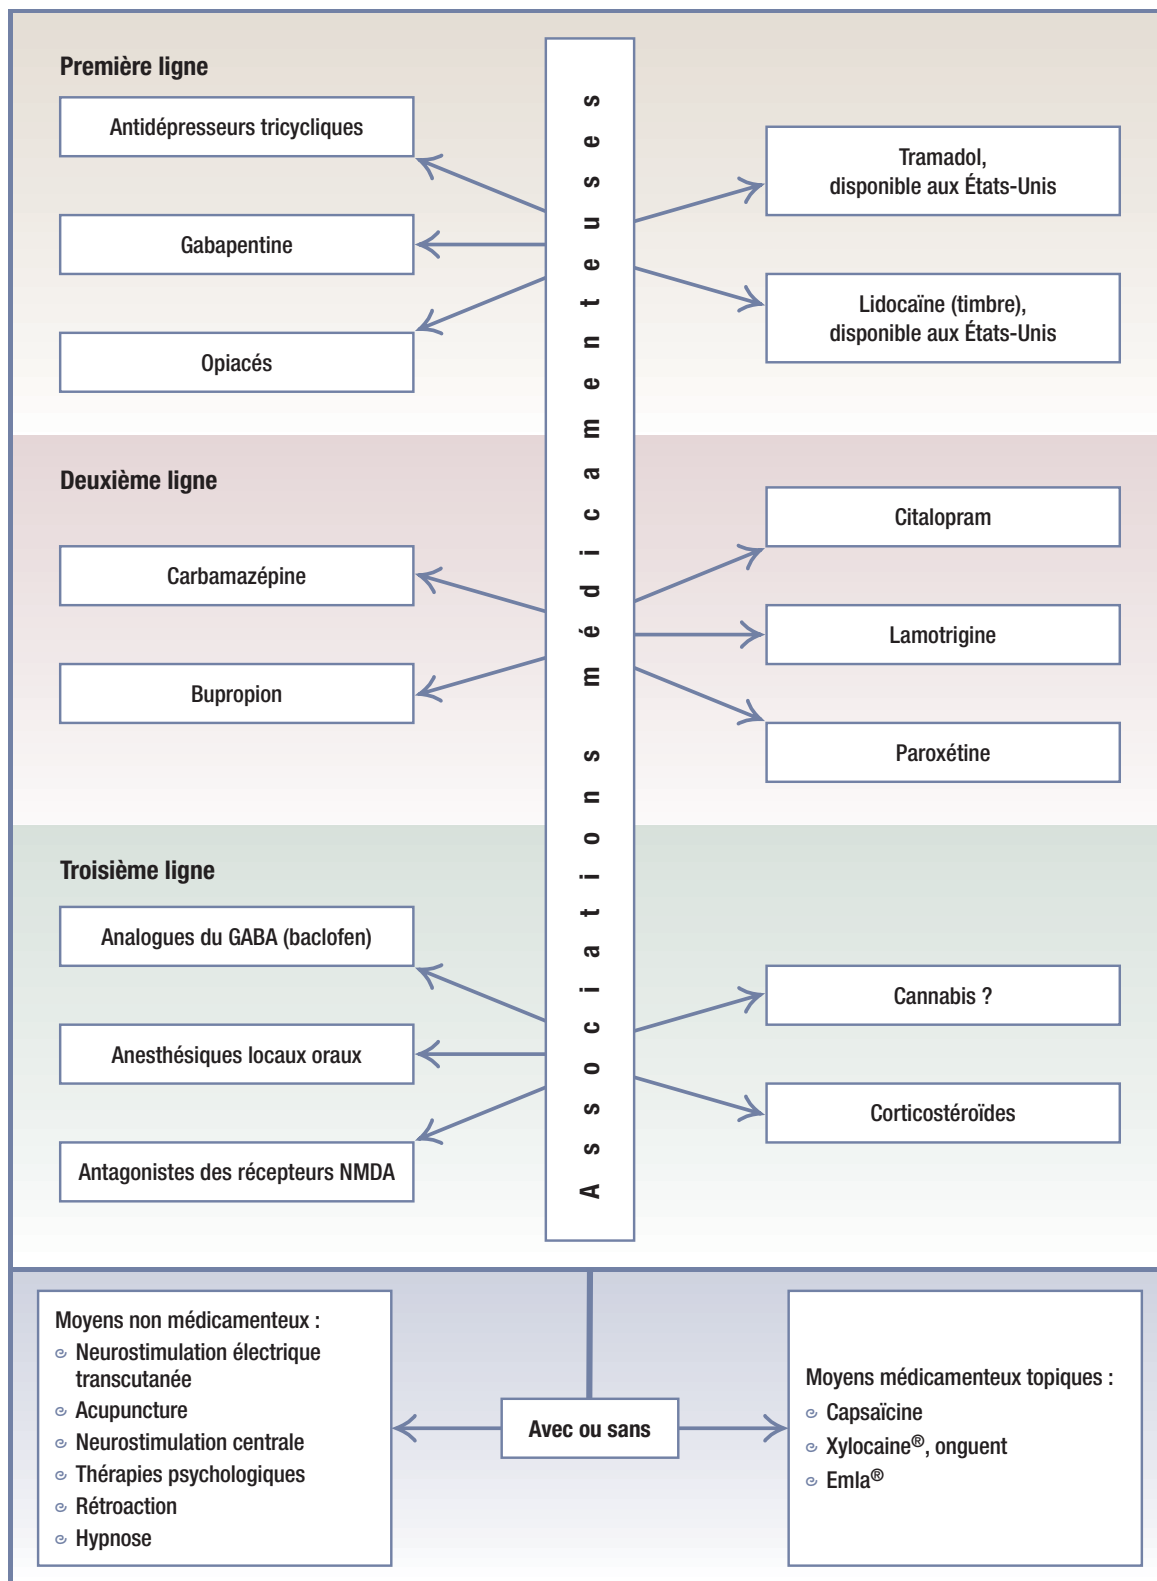 Première ligne
Antidépresseurs tricycliques
Gabapentine
Opiacés
Tramadol,
disponible aux États-Unis
Lidocaïne (timbre),
disponible aux États-Unis
Associations médicamenteuses
Deuxième ligne
Carbamazépine
Bupropion
Citalopram
Lamotrigine
Paroxétine
Troisième ligne
Analogues du GABA (baclofen)
Anesthésiques locaux oraux
Antagonistes des récepteurs NMDA
Cannabis ?
Corticostéroïdes
Moyens non médicamenteux :
Neurostimulation électrique
transcutanée
Acupuncture
Neurostimulation centrale
Thérapies psychologiques
Rétroaction
Hypnose
Avec ou sans
Moyens médicamenteux topiques :
Capsaïcine
Xylocaine®, onguent
Emla®